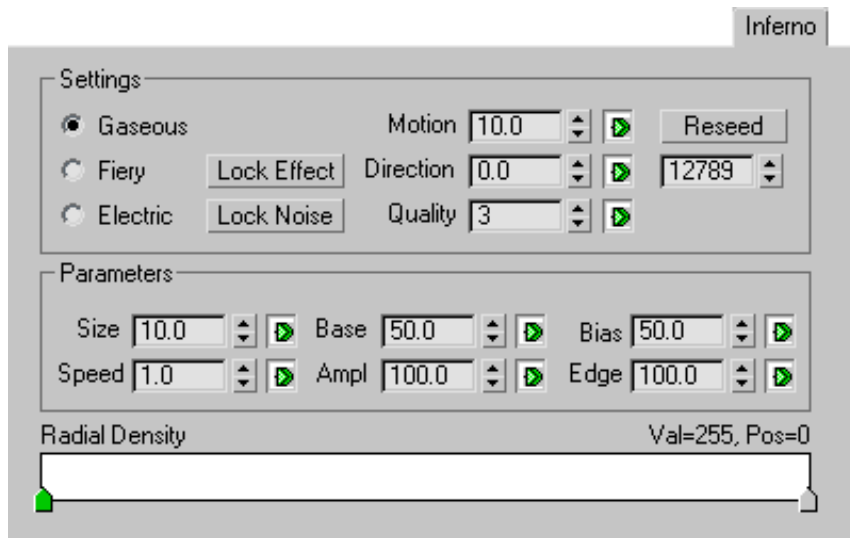 Inferno
Settings
Gaseous Motion 10.0 Reseed
Fiery Lock Effect Direction 0.0 12789
Electric Lock Noise Quality 3
Parameters
Size 10.0 Base 50.0 Bias 50.0
Speed 1.0 Ampl 100.0 Edge 100.0
Radial Density Val=255, Pos=0